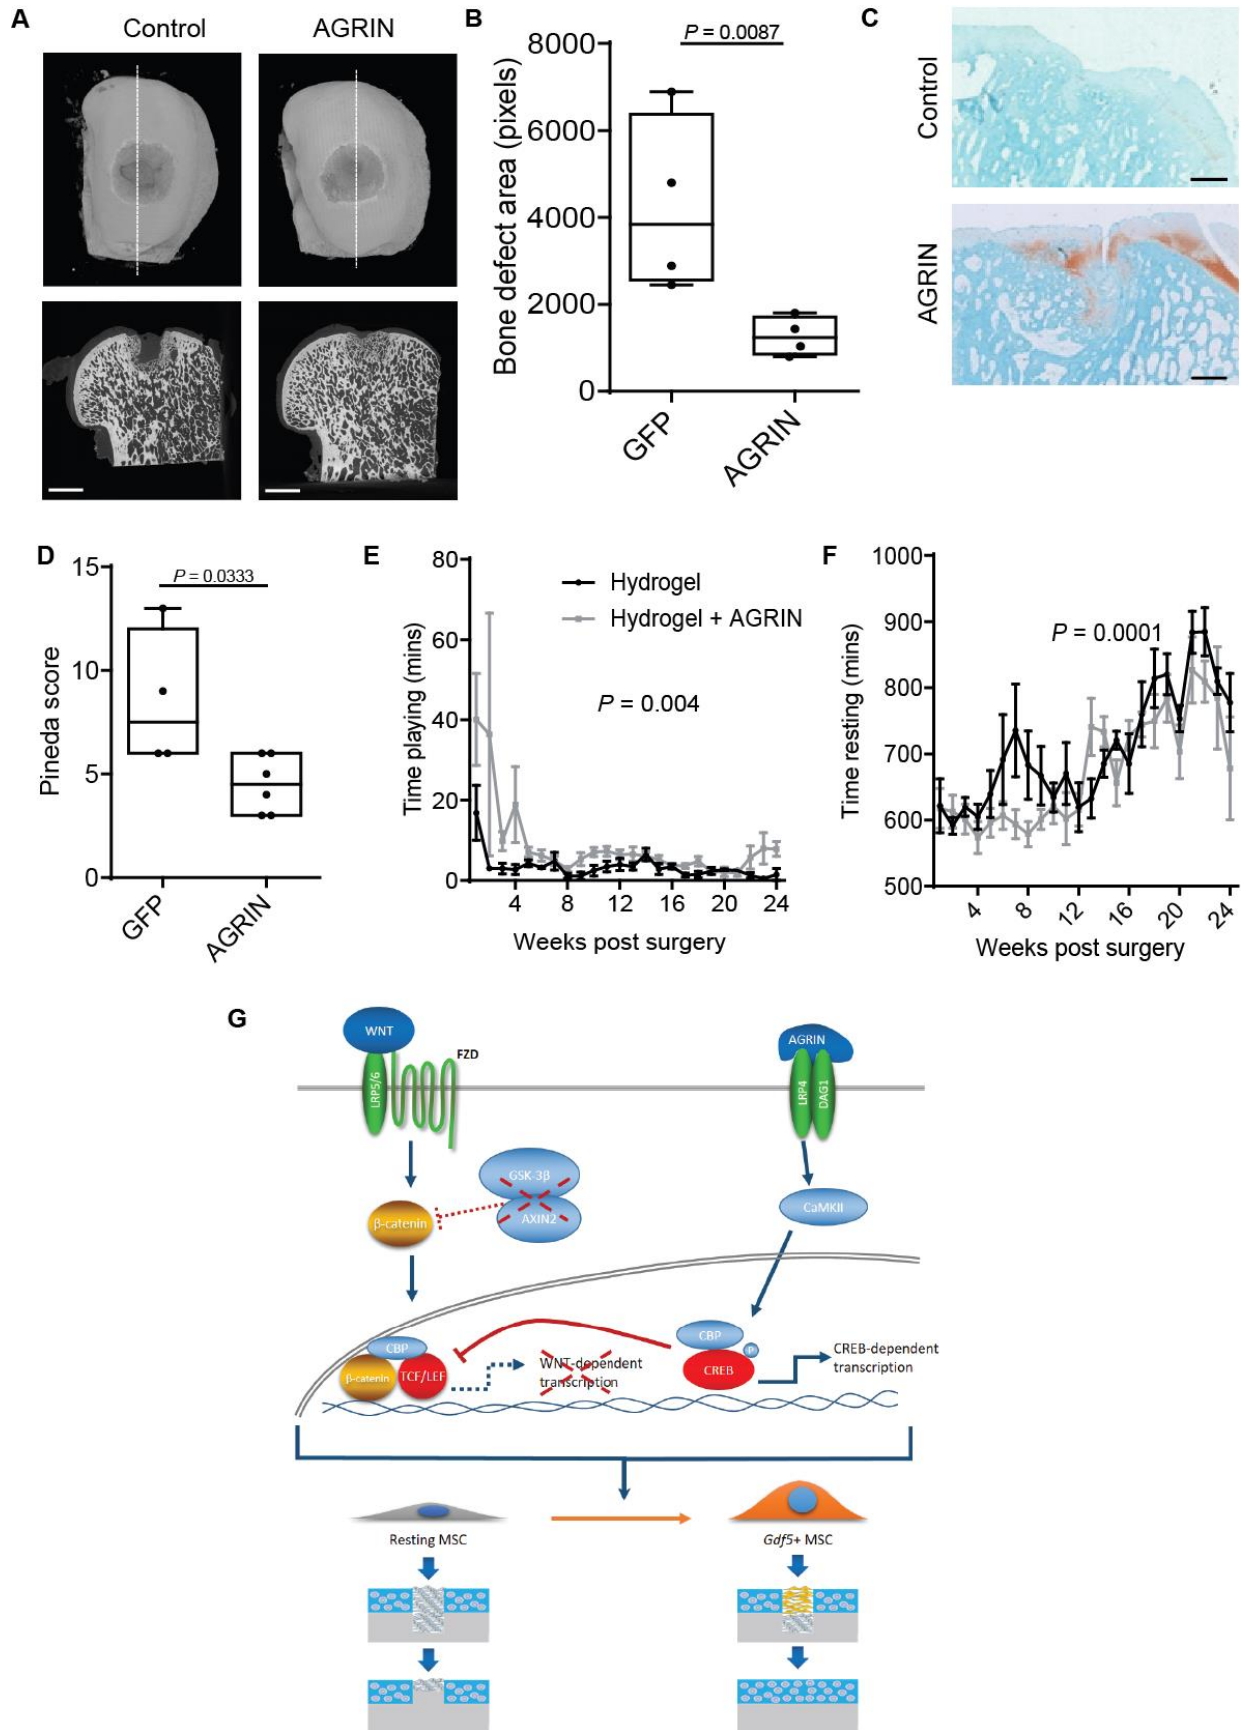 A
Control
AGRIN
B
P = 0.0087
8000
6000
4000
2000
0
Bone defect area (pixels)
GFP
AGRIN
C
Control
AGRIN
D
P = 0.0333
15
10
5
0
Pineda score
GFP
AGRIN
E
80
60
40
20
0
Time playing (mins)
Hydrogel
Hydrogel + AGRIN
P = 0.004
4
8
12
16
20
24
Weeks post surgery
F
1000
900
800
700
600
500
Time resting (mins)
P = 0.0001
4
8
12
16
20
24
Weeks post surgery
G
WNT
FZD
LRP5/6
AGRIN
LRP4
DAG1
GSK-3β
AXIN2
β-catenin
CaMKII
CBP
β-catenin
TCF/LEF
WNT-dependent
transcription
CBP
P
CREB
CREB-dependent
transcription
Resting MSC
Gdf5+ MSC